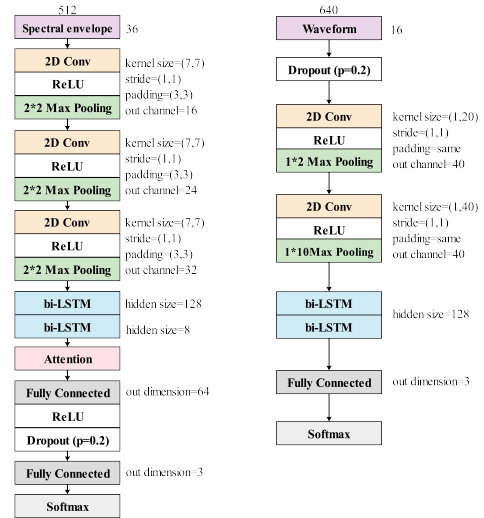 512
Spectral envelope
36
2D Conv
ReLU
2*2 Max Pooling
kernel size=(7,7)
stride=(1,1)
padding=(3,3)
out channel=16
2D Conv
ReLU
2*2 Max Pooling
kernel size=(7,7)
stride=(1,1)
padding=(3,3)
out channel=24
2D Conv
ReLU
2*2 Max Pooling
kernel size=(7,7)
stride=(1,1)
padding=(3,3)
out channel=32
bi-LSTM
hidden size=128
bi-LSTM
hidden size=8
Attention
Fully Connected
out dimension=64
ReLU
Dropout (p=0.2)
Fully Connected
out dimension=3
Softmax
640
Waveform
16
Dropout (p=0.2)
2D Conv
ReLU
1*2 Max Pooling
kernel size=(1,20)
stride=(1,1)
padding=same
out channel=40
2D Conv
ReLU
1*10Max Pooling
kernel size=(1,40)
stride=(1,1)
padding=same
out channel=40
bi-LSTM
bi-LSTM
hidden size=128
Fully Connected
out dimension=3
Softmax